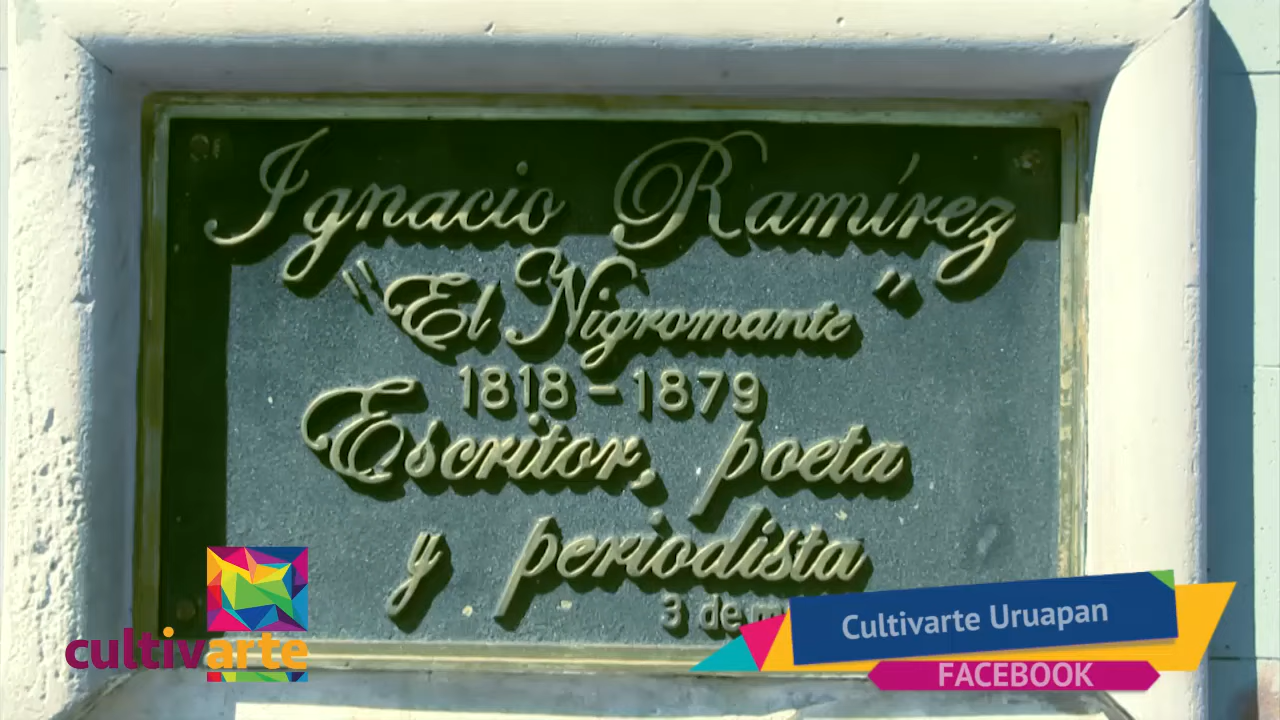 Ignacio Ramírez
"El Nigromante"
1818-1879
Escritor, poeta
y periodista
3 de
cultivarte
Cultivarte Uruapan
FACEBOOK